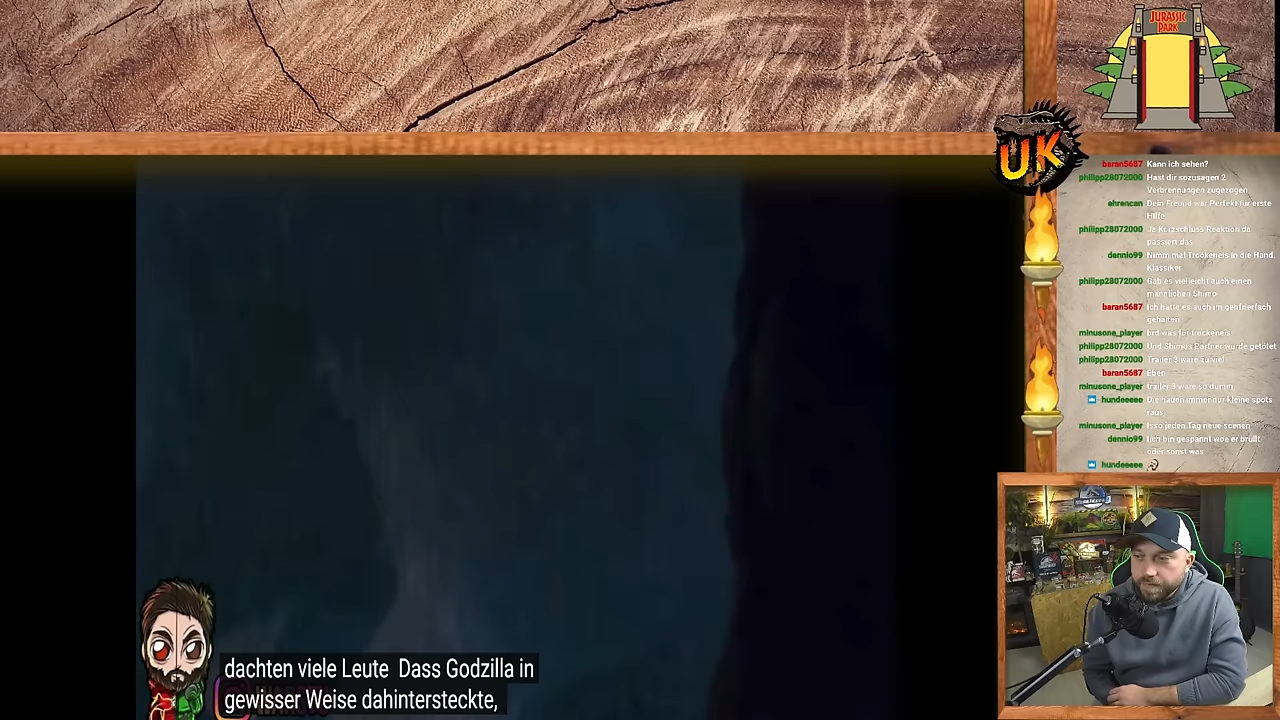 JURASSIC
PARK
UK
baran5687 Kann ich sehen?
philipp28072000 Hast dir sozusagen 2
Verbrennungen zugezogen
ehrencan Dein Freund war Perfekt für erste
Hilfe
philipp28072000 Ja Kurzschluss Reaktion da
passiert das
dennio99 Nimm mal Trockeneis in die Hand.
Klassiker
philipp28072000 Gab es vielleicht auch einen
männlichen Shimo
baran5687 Ich hatte es auch im gehfnerfach
gehalten
minusone_player brd was für trockeneis
philipp28072000 Und Shimos Partner wurde getötet
philipp28072000 Trailer 3 wäre zu viel
baran5687 Eben
minusone_player trailer 3 wäre so dumm
hundeeeee Die hauen immer nur kleine spots
raus
minusone_player Isso jeden Tag neue scenen
dennio99 Iich bin gespannt woe er brüllt
oder sonst was
hundeeeee
dachten viele Leute Dass Godzilla in
gewisser Weise dahintersteckte,